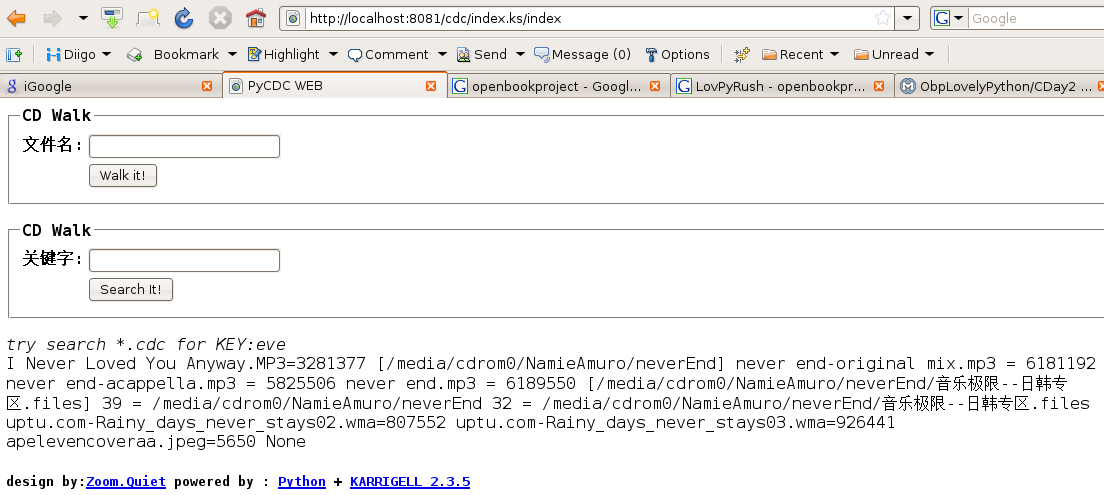 http://localhost:8081/cdc/index.ks/index
Google
Diigo Bookmark Highlight Comment Send Message (0) Options Recent Unread
iGoogle PyCDC WEB openbookproject - Googl... LovPyRush - openbookpr... ObpLovelyPython/CDay2 ...
CD Walk
文件名：
Walk it!
CD Walk
关键字：
Search It!
try search *.cdc for KEY:eve
I Never Loved You Anyway.MP3=3281377 [/media/cdrom0/NamieAmuro/neverEnd] never end-original mix.mp3 = 6181192
never end-acappella.mp3 = 5825506 never end.mp3 = 6189550 [/media/cdrom0/NamieAmuro/neverEnd/音乐极限--日韩专
区.files] 39 = /media/cdrom0/NamieAmuro/neverEnd 32 = /media/cdrom0/NamieAmuro/neverEnd/音乐极限--日韩专区.files
uptu.com-Rainy_days_never_stays02.wma=807552 uptu.com-Rainy_days_never_stays03.wma=926441
apelevencoveraa.jpeg=5650 None
design by:Zoom.Quiet powered by : Python + KARRIGELL 2.3.5